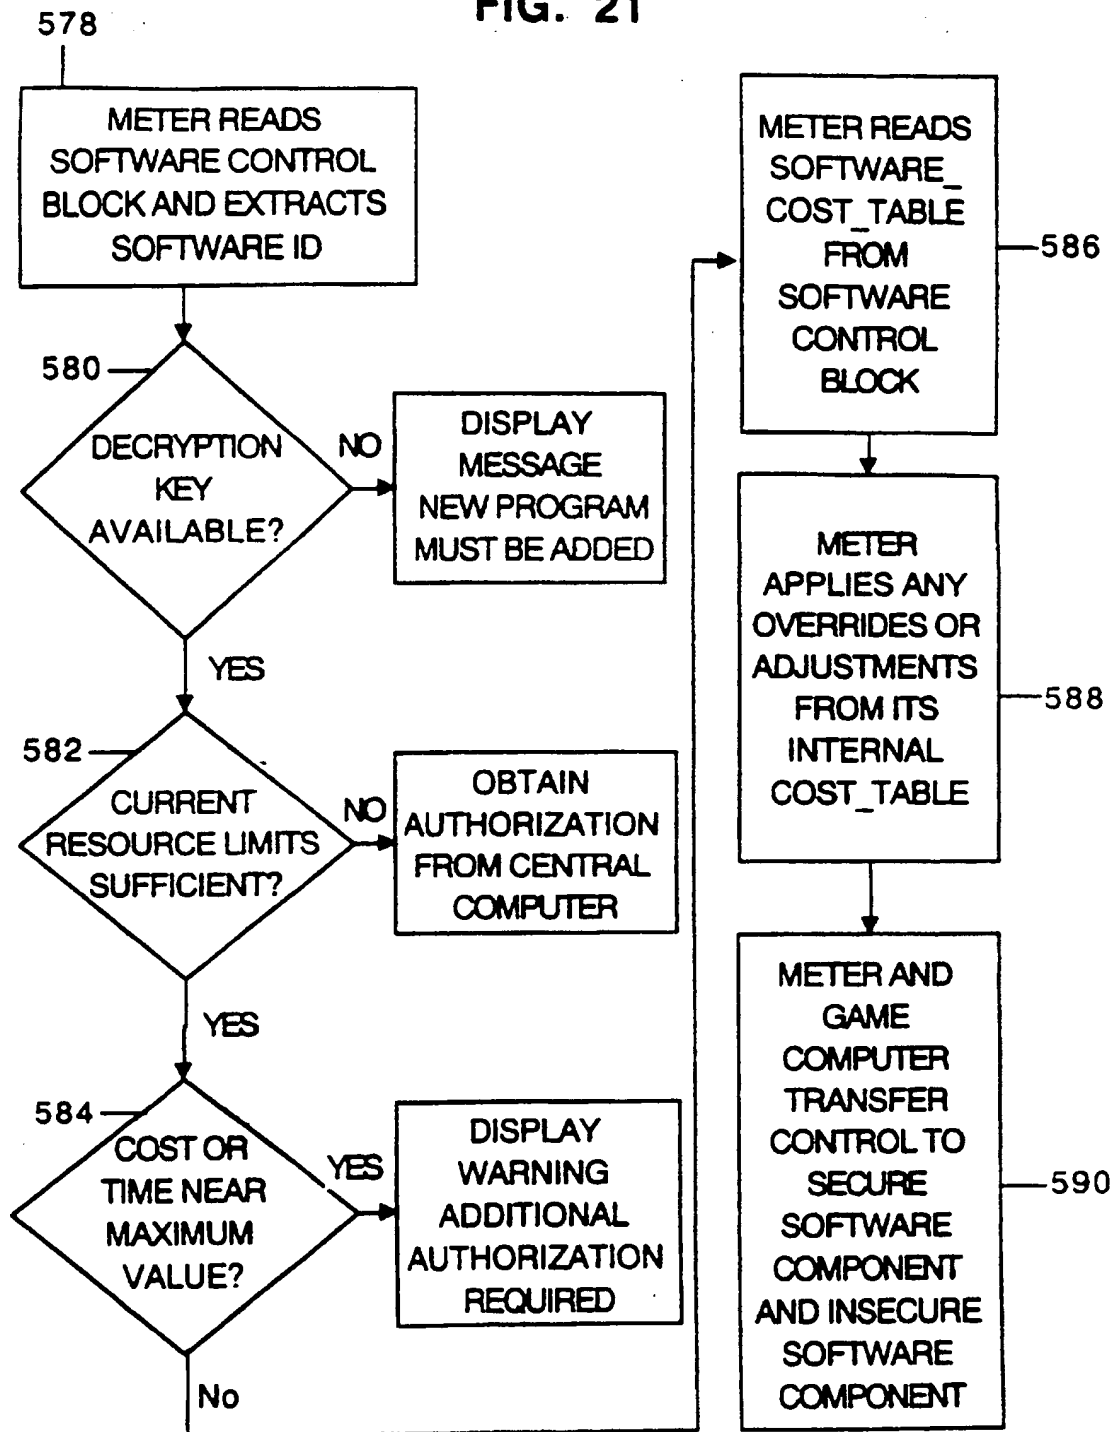 FIG. 21
578
METER READS
SOFTWARE CONTROL
BLOCK AND EXTRACTS
SOFTWARE ID
580
DECRYPTION
KEY
AVAILABLE?
NO
DISPLAY
MESSAGE
NEW PROGRAM
MUST BE ADDED
YES
582
CURRENT
RESOURCE LIMITS
SUFFICIENT?
NO
OBTAIN
AUTHORIZATION
FROM CENTRAL
COMPUTER
YES
584
COST OR
TIME NEAR
MAXIMUM
VALUE?
YES
DISPLAY
WARNING
ADDITIONAL
AUTHORIZATION
REQUIRED
No
METER READS
SOFTWARE_
COST_TABLE
FROM
SOFTWARE
CONTROL
BLOCK
586
METER
APPLIES ANY
OVERRIDES OR
ADJUSTMENTS
FROM ITS
INTERNAL
COST_TABLE
588
METER AND
GAME
COMPUTER
TRANSFER
CONTROL TO
SECURE
SOFTWARE
COMPONENT
AND INSECURE
SOFTWARE
COMPONENT
590